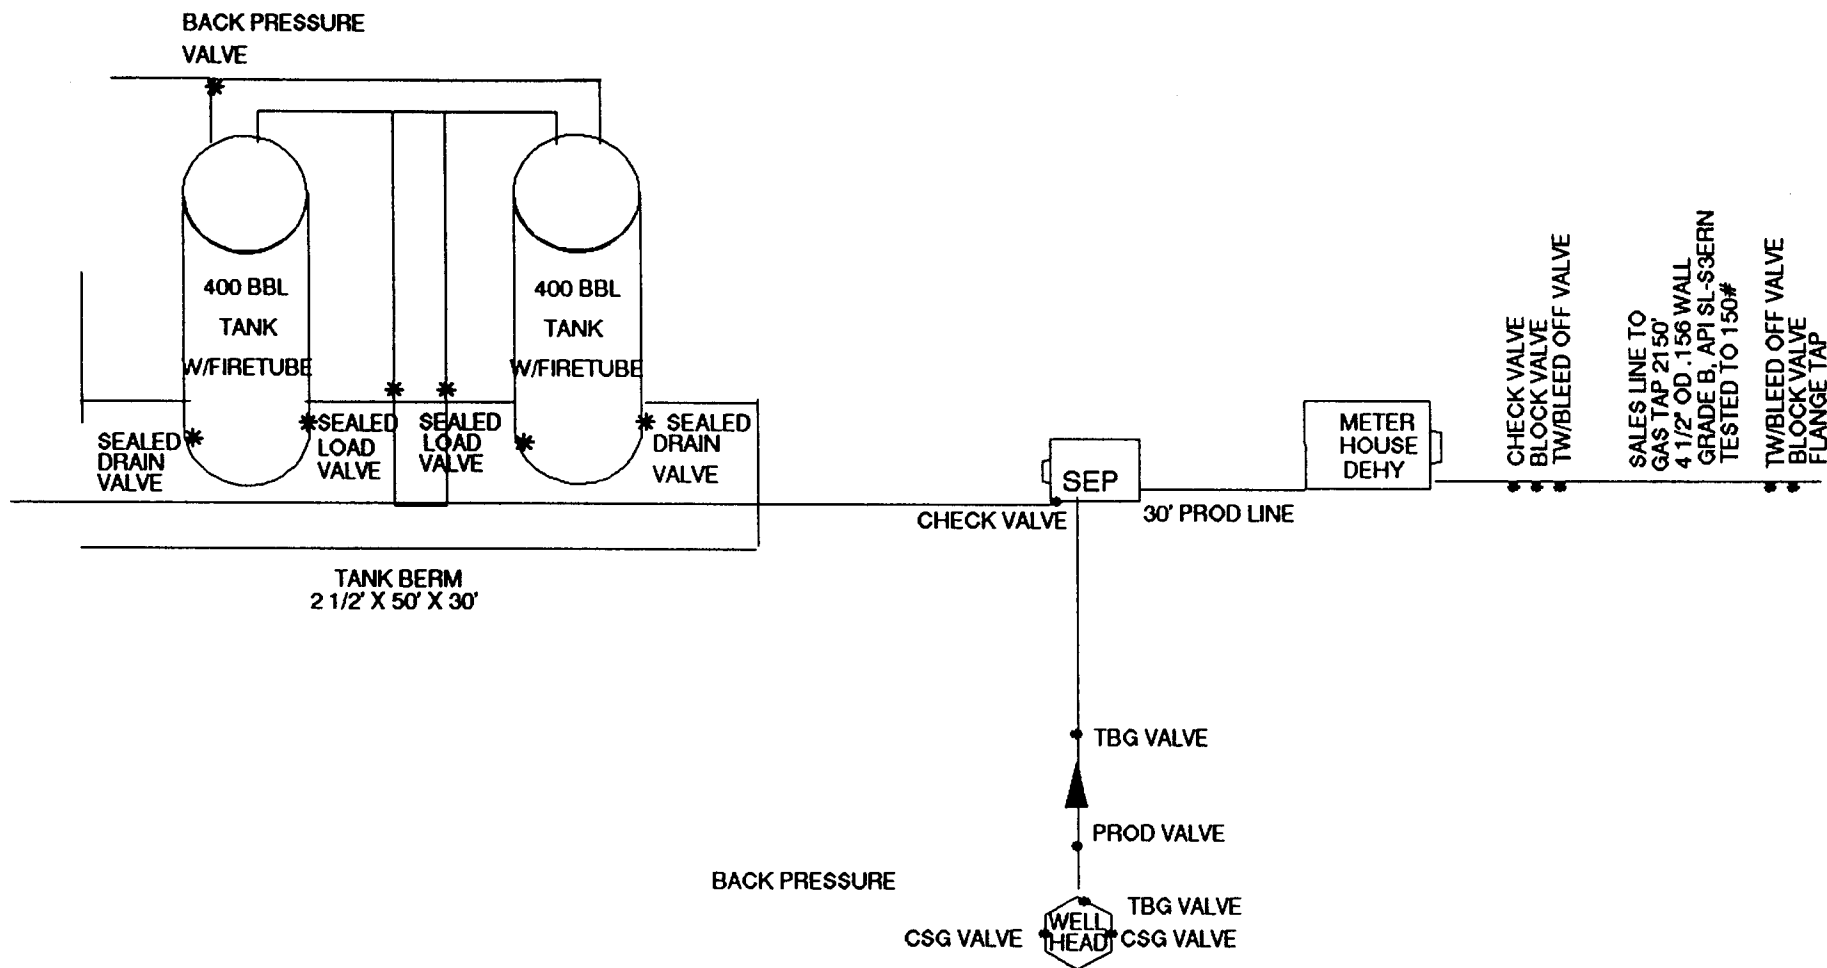 BACK PRESSURE
VALVE
400 BBL
TANK
W/FIRETUBE
400 BBL
TANK
W/FIRETUBE
SEALED
DRAIN
VALVE
SEALED
LOAD
VALVE
SEALED
LOAD
VALVE
SEALED
DRAIN
VALVE
TANK BERM
2 1/2' X 50' X 30'
CHECK VALVE
SEP
30' PROD LINE
METER
HOUSE
DEHY
CHECK VALVE
BLOCK VALVE
TW/BLEED OFF VALVE
SALES LINE TO
GAS TAP 2150'
4 1/2" OD .156 WALL
GRADE B, API SL-S3ERN
TESTED TO 150#
TW/BLEED OFF VALVE
BLOCK VALVE
FLANGE TAP
TBG VALVE
PROD VALVE
BACK PRESSURE
TBG VALVE
CSG VALVE
WELL
HEAD
CSG VALVE